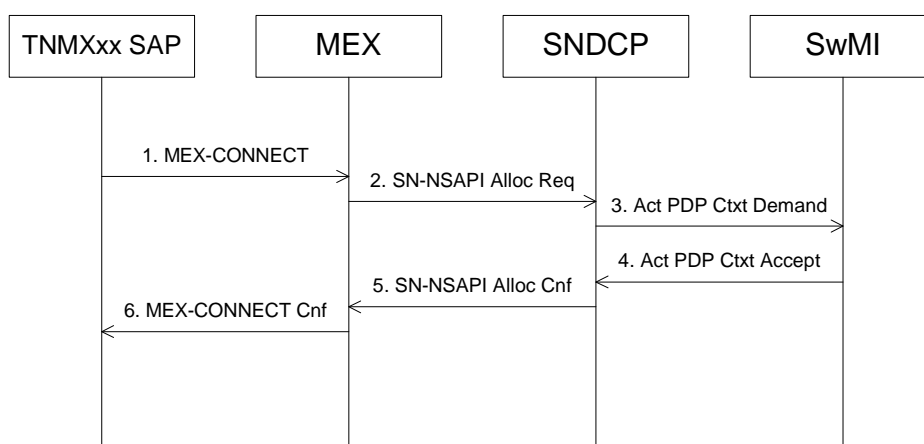 TNMXxx SAP
MEX
SNDCP
SwMI
1. MEX-CONNECT
2. SN-NSAPI Alloc Req
3. Act PDP Ctxt Demand
4. Act PDP Ctxt Accept
5. SN-NSAPI Alloc Cnf
6. MEX-CONNECT Cnf